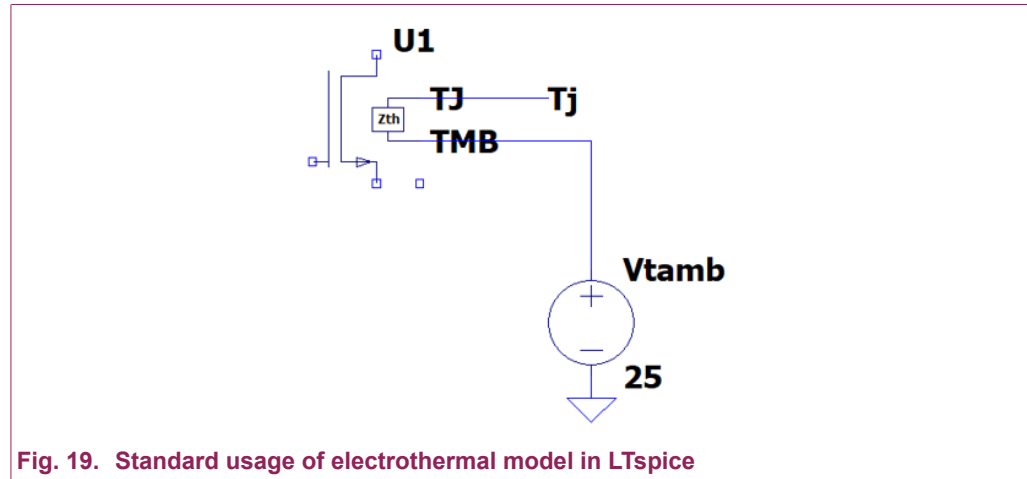 U1
TJ Tj
Zth
TMB
Vtamb
25
Fig. 19. Standard usage of electrothermal model in LTspice